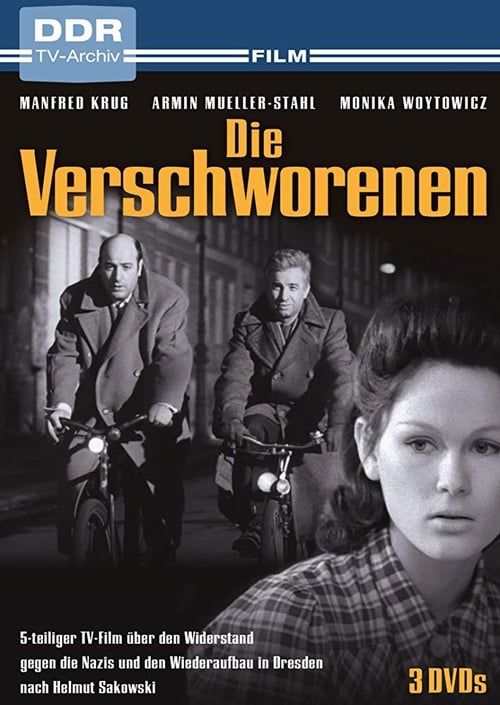 DDR
TV-Archiv
FILM
MANFRED KRUG ARMIN MUELLER-STAHL MONIKA WOYTOWICZ
Die
Verschworenen
5-teiliger TV-Film über den Widerstand
gegen die Nazis und den Wiederaufbau in Dresden
nach Helmut Sakowski
3 DVDs